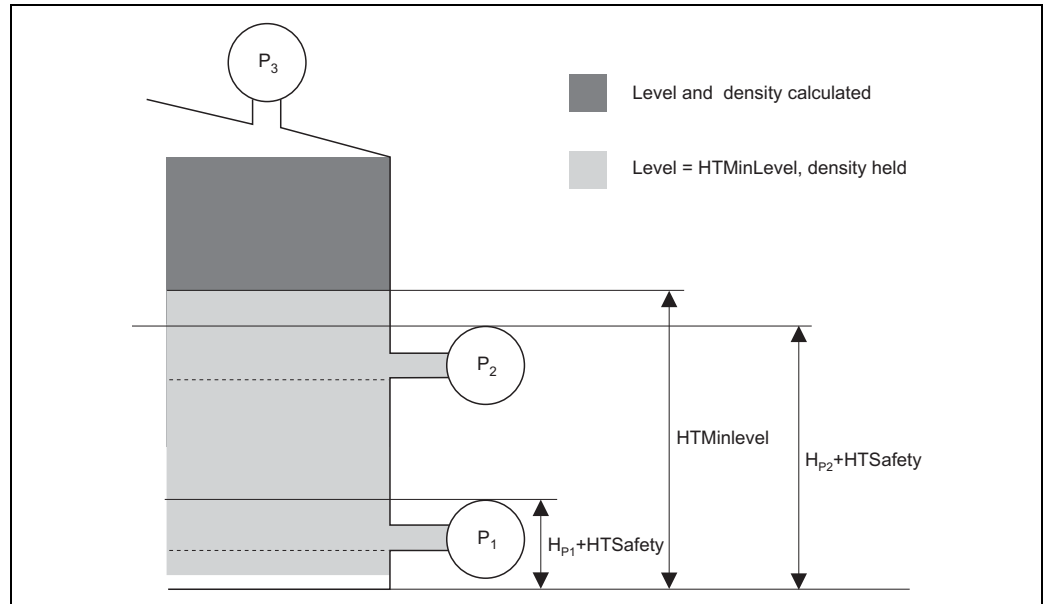 P3
Level and density calculated
Level = HTMinLevel, density held
P2
HTMinlevel
HP2+HTSafety
P1
HP1+HTSafety